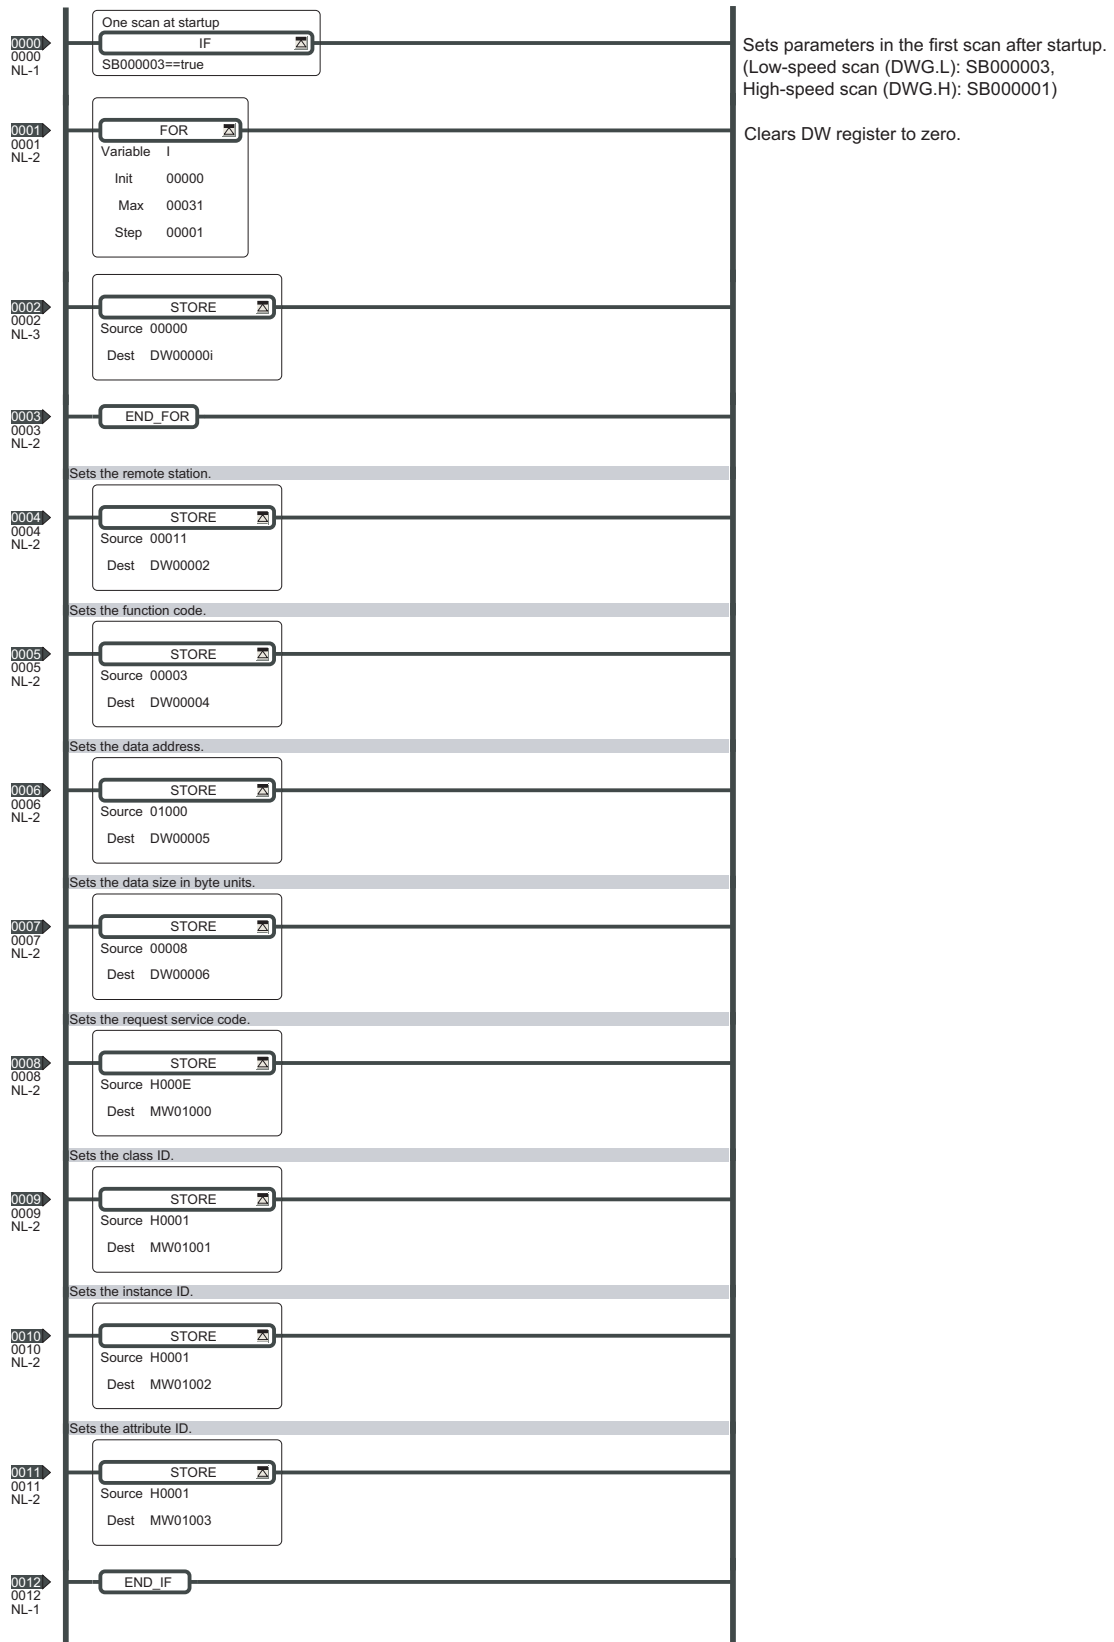 One scan at startup
0000 IF
0000
NL-1
SB000003==true
Sets parameters in the first scan after startup.
(Low-speed scan (DWG.L): SB000003,
High-speed scan (DWG.H): SB000001)
0001 FOR
0001
NL-2
Variable I
Init 00000
Max 00031
Step 00001
Clears DW register to zero.
0002 STORE
0002
NL-3
Source 00000
Dest DW00000i
0003 END_FOR
0003
NL-2
Sets the remote station.
0004 STORE
0004
NL-2
Source 00011
Dest DW00002
Sets the function code.
0005 STORE
0005
NL-2
Source 00003
Dest DW00004
Sets the data address.
0006 STORE
0006
NL-2
Source 01000
Dest DW00005
Sets the data size in byte units.
0007 STORE
0007
NL-2
Source 00008
Dest DW00006
Sets the request service code.
0008 STORE
0008
NL-2
Source H000E
Dest MW01000
Sets the class ID.
0009 STORE
0009
NL-2
Source H0001
Dest MW01001
Sets the instance ID.
0010 STORE
0010
NL-2
Source H0001
Dest MW01002
Sets the attribute ID.
0011 STORE
0011
NL-2
Source H0001
Dest MW01003
0012 END_IF
0012
NL-1